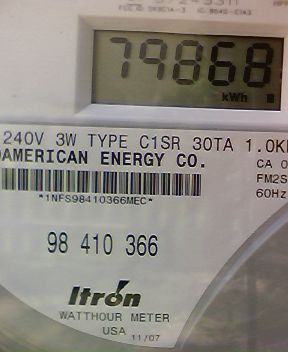 79868
kWh
240V 3W TYPE C1SR 30TA 1.0K
AMERICAN ENERGY CO.
CA 0
FM2S
60Hz
*1NFS98410366MEC*
98 410 366
Itron
WATTHOUR METER
USA 11/07